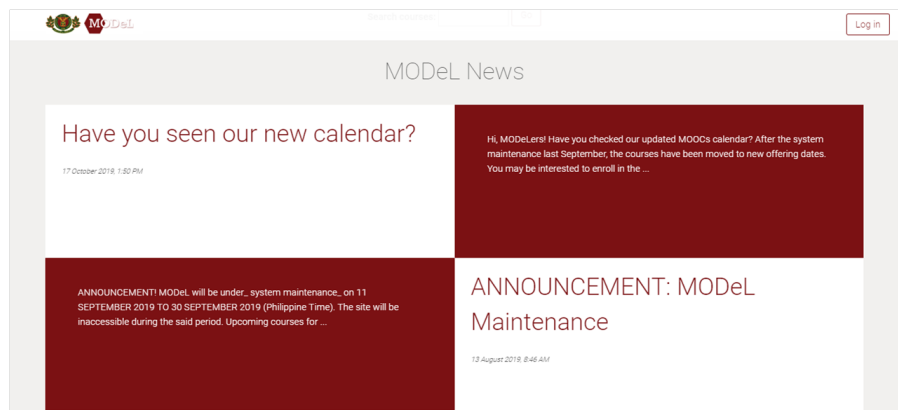 MODeL
Search courses
Go
Log in
MODeL News
Have you seen our new calendar?
17 October 2019, 1:50 PM
Hi, MODeLers! Have you checked our updated MOOCs calendar? After the system
maintenance last September, the courses have been moved to new offering dates.
You may be interested to enroll in the ...
ANNOUNCEMENT! MODeL will be under_ system maintenance_ on 11
SEPTEMBER 2019 TO 30 SEPTEMBER 2019 (Philippine Time). The site will be
inaccessible during the said period. Upcoming courses for ...
ANNOUNCEMENT: MODeL
Maintenance
13 August 2019, 8:46 AM